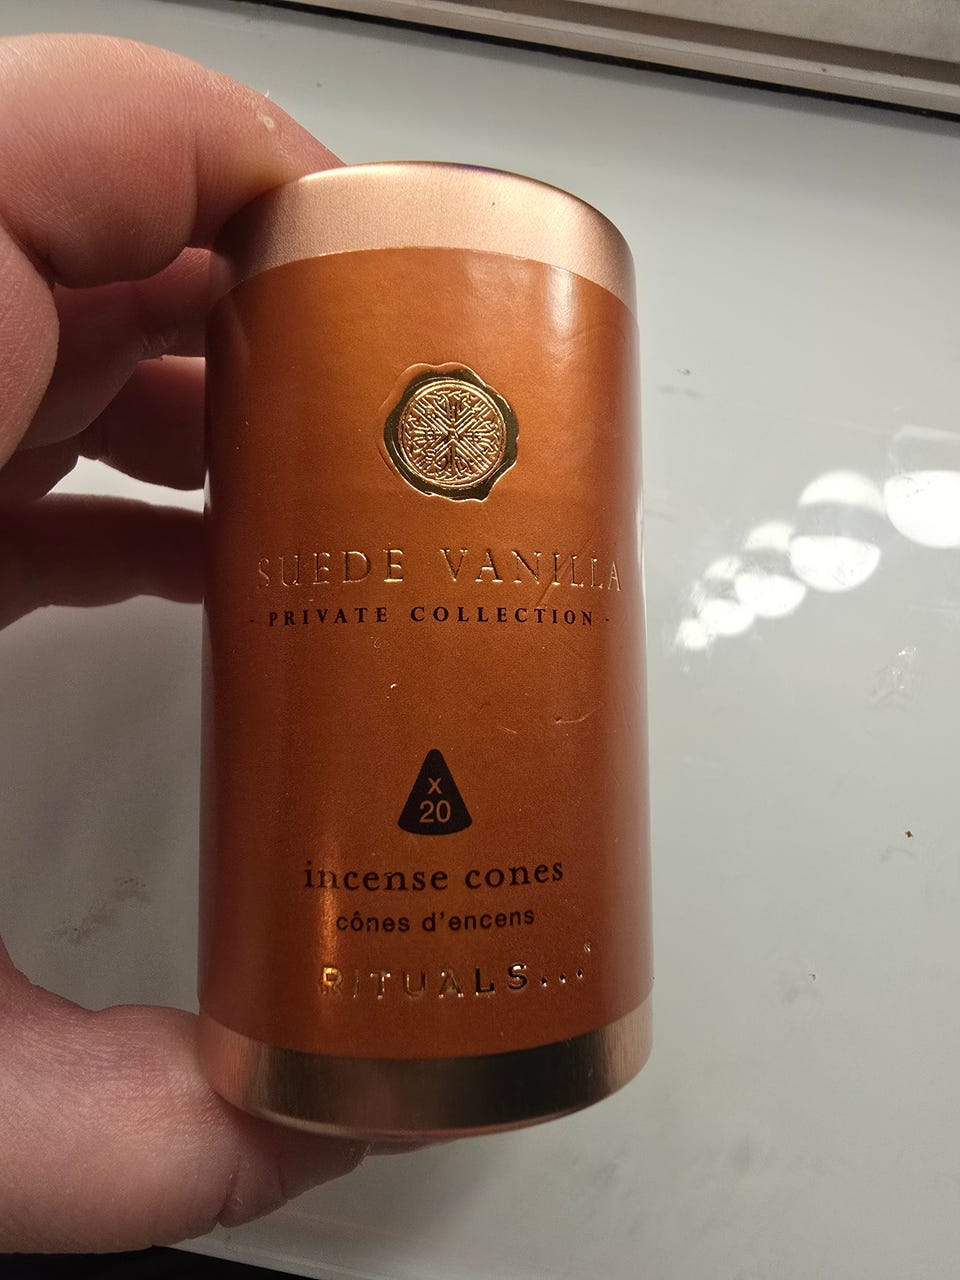 SUEDE VANILLA
- PRIVATE COLLECTION -
x
20
incense cones
cônes d'encens
RITUALS...®